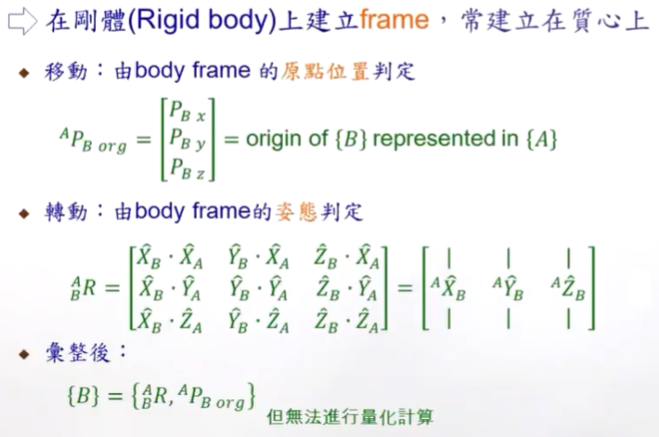 ⇨ 在剛體(Rigid body)上建立frame，常建立在質心上
◆ 移動：由body frame 的原點位置判定
$^{A}P_{B\ org} = \begin{bmatrix} P_{B\ x} \\ P_{B\ y} \\ P_{B\ z} \end{bmatrix}$ = origin of {B} represented in {A}
◆ 轉動：由body frame的姿態判定
$^{A}_{B}R = \begin{bmatrix} \hat{X}_B \cdot \hat{X}_A & \hat{Y}_B \cdot \hat{X}_A & \hat{Z}_B \cdot \hat{X}_A \\ \hat{X}_B \cdot \hat{Y}_A & \hat{Y}_B \cdot \hat{Y}_A & \hat{Z}_B \cdot \hat{Y}_A \\ \hat{X}_B \cdot \hat{Z}_A & \hat{Y}_B \cdot \hat{Z}_A & \hat{Z}_B \cdot \hat{Z}_A \end{bmatrix} = \begin{bmatrix} | & | & | \\ ^{A}\hat{X}_B & ^{A}\hat{Y}_B & ^{A}\hat{Z}_B \\ | & | & | \end{bmatrix}$
◆ 彙整後：
$\{B\} = \{^{A}_{B}R, ^{A}P_{B\ org}\}$
但無法進行量化計算